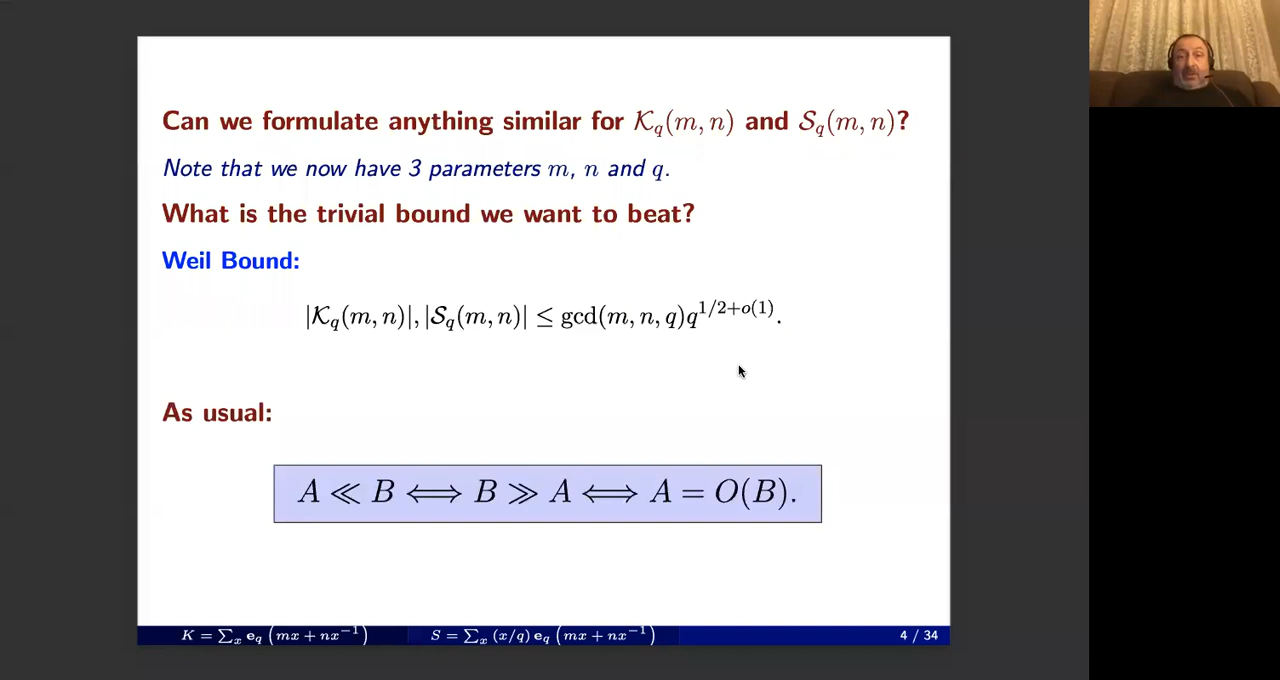 Can we formulate anything similar for 𝒦_q(m, n) and 𝒮_q(m, n)?
Note that we now have 3 parameters m, n and q.
What is the trivial bound we want to beat?
Weil Bound:
|𝒦_q(m, n)|, |𝒮_q(m, n)| ≤ gcd(m, n, q)q^{1/2+o(1)}.
As usual:
A ≪ B ⟺ B ≫ A ⟺ A = O(B).
K = ∑_x e_q (mx + nx^{−1}) S = ∑_x (x/q) e_q (mx + nx^{−1}) 4 / 34